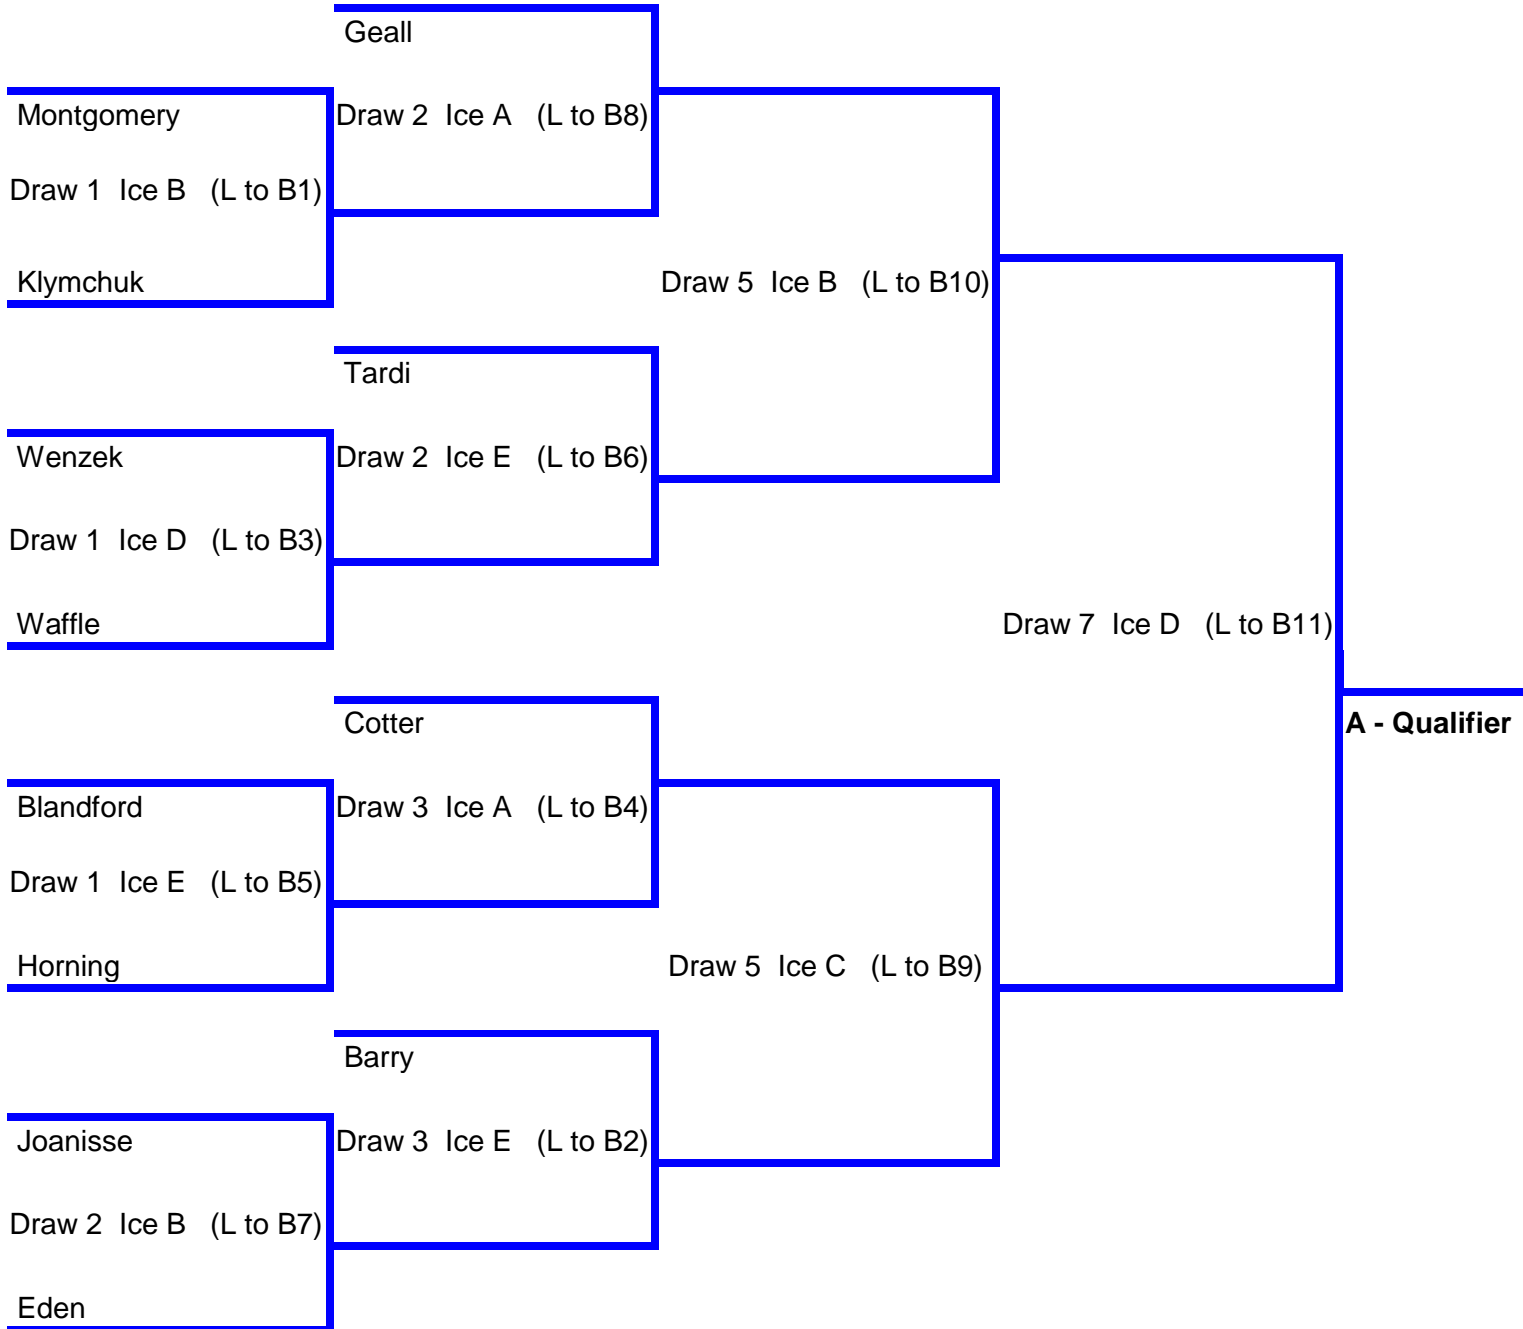 Geall
Montgomery
Draw 2 Ice A (L to B8)
Draw 1 Ice B (L to B1)
Klymchuk
Draw 5 Ice B (L to B10)
Tardi
Wenzek
Draw 2 Ice E (L to B6)
Draw 1 Ice D (L to B3)
Waffle
Draw 7 Ice D (L to B11)
Cotter
A - Qualifier
Blandford
Draw 3 Ice A (L to B4)
Draw 1 Ice E (L to B5)
Horning
Draw 5 Ice C (L to B9)
Barry
Joanisse
Draw 3 Ice E (L to B2)
Draw 2 Ice B (L to B7)
Eden